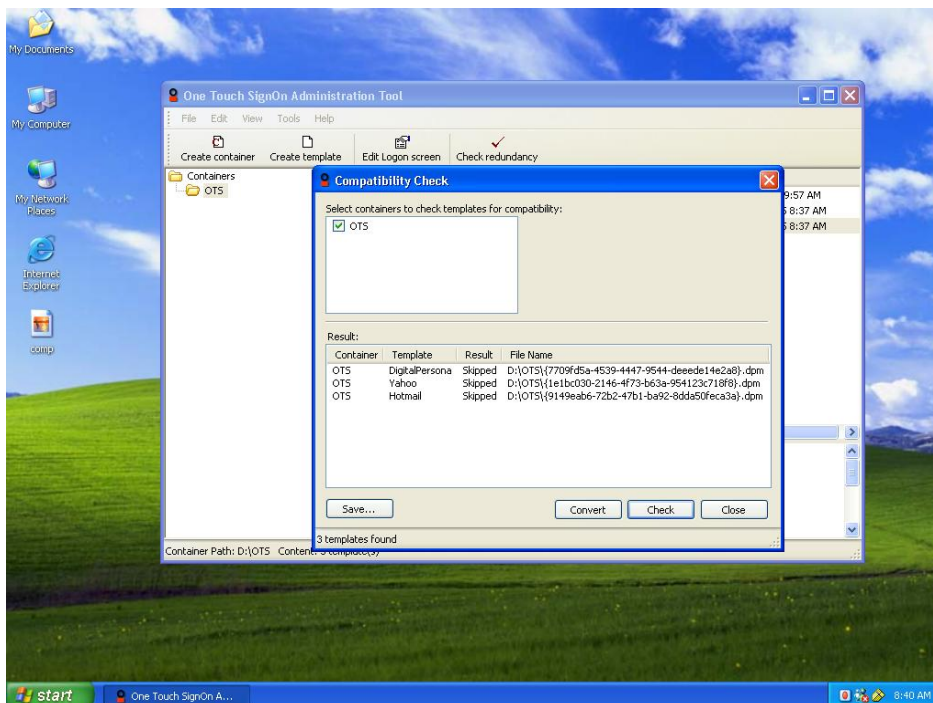 My Documents
My Computer
My Network
Places
Internet
Explorer
comp
One Touch SignOn Administration Tool
File Edit View Tools Help
Create container Create template Edit Logon screen Check redundancy
Containers
OTS
9:57 AM
8:37 AM
8:37 AM
Compatibility Check
Select containers to check templates for compatibility:
OTS
Result:
Container Template Result File Name
OTS DigitalPersona Skipped D:\OTS\{7709fd5a-4539-4447-9544-deeede14e2a8}.dpm
OTS Yahoo Skipped D:\OTS\{1e1bc030-2146-4f73-b63a-954123c718f8}.dpm
OTS Hotmail Skipped D:\OTS\{9149eab6-72b2-47b1-ba92-8dda50feca3a}.dpm
Save... Convert Check Close
3 templates found
Container Path: D:\OTS
start One Touch SignOn A... 8:40 AM